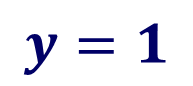 y = 1